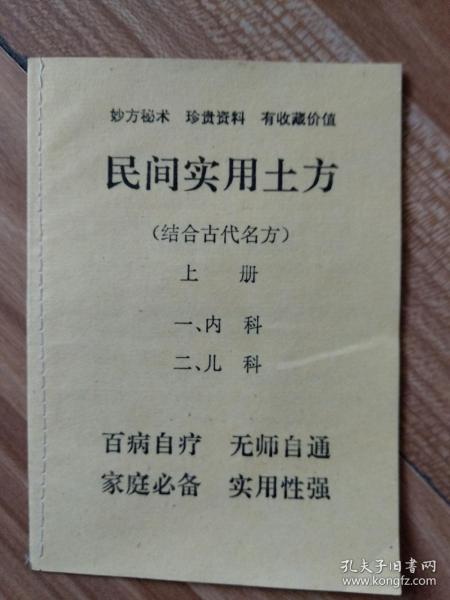 妙方秘术 珍贵资料 有收藏价值
民间实用土方
(结合古代名方)
上 册
一、内 科
二、儿 科
百病自疗 无师自通
家庭必备 实用性强
孔夫子旧书网
www.kongfz.com